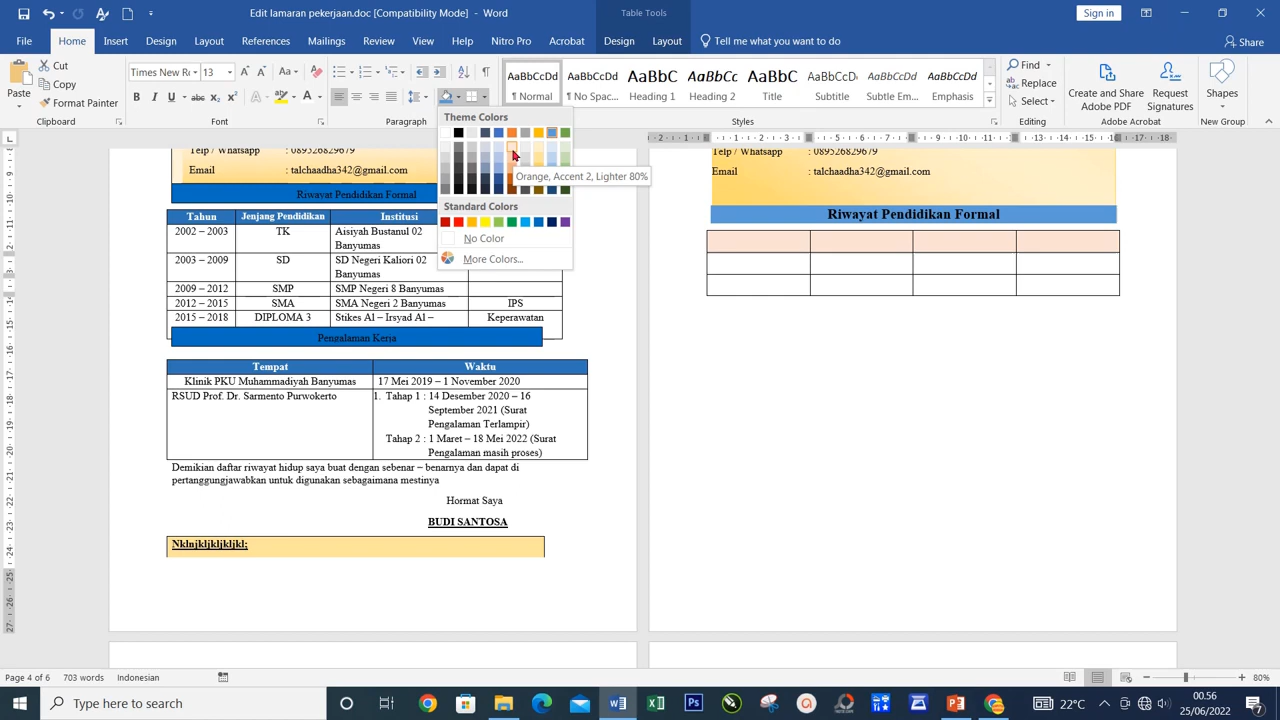 Edit lamaran pekerjaan.doc [Compatibility Mode] - Word
Sign in
File Home Insert Design Layout References Mailings Review View Nitro Pro Acrobat Design Layout Tell me what you want to do
Share
Paste
Cut
Copy
Format Painter
Times New Ro 13
Clipboard Font Paragraph
AaBbCcDd AaBbCcDd AaBbC AaBbCc AaBbC AaBbCcD AaBbCcDd
¶ Normal ¶ No Spac... Heading 1 Heading 2 Title Subtitle Subtle Em...
Styles
Find
Replace
Select
Editing
Create and Share
Adobe PDF
Request
Signatures
Adobe Acrobat
Shapes
New Group
Theme Colors
Orange, Accent 2, Lighter 80%
Standard Colors
No Color
More Colors...
Telp / Whatsapp : 089526848922
Email : talchaadha342@gmail.com
Riwayat Pendidikan Formal
Tahun Jenjang Pendidikan Institusi
2002 – 2003 TK Aisiyah Bustanul 02
Banyumas
2003 – 2009 SD SD Negeri Kaliori 02
Banyumas
2009 – 2012 SMP SMP Negeri 8 Banyumas
2012 – 2015 SMA SMA Negeri 2 Banyumas IPS
2015 – 2018 DIPLOMA 3 Stikes Al – Irsyad Al – Keperawatan
Pengalaman Kerja
Tempat Waktu
Klinik PKU Muhammadiyah Banyumas 17 Mei 2019 – 1 November 2020
RSUD Prof. Dr. Sarmento Purwokerto 1. Tahap 1 : 14 Desember 2020 – 16
September 2021 (Surat
Pengalaman Terlampir)
Tahap 2 : 1 Maret – 18 Mei 2022 (Surat
Pengalaman masih proses)
Demikian daftar riwayat hidup saya buat dengan sebenar – benarnya dan dapat di
pertanggungjawabkan untuk digunakan sebagaimana mestinya
Hormat Saya
BUDI SANTOSA
Nklnjkljkljkljkl;
Telp / Whatsapp : 089526848922
Email : talchaadha342@gmail.com
Riwayat Pendidikan Formal
Page 4 of 6 703 words Indonesian
80%
Type here to search
22°C
00.56
25/06/2022